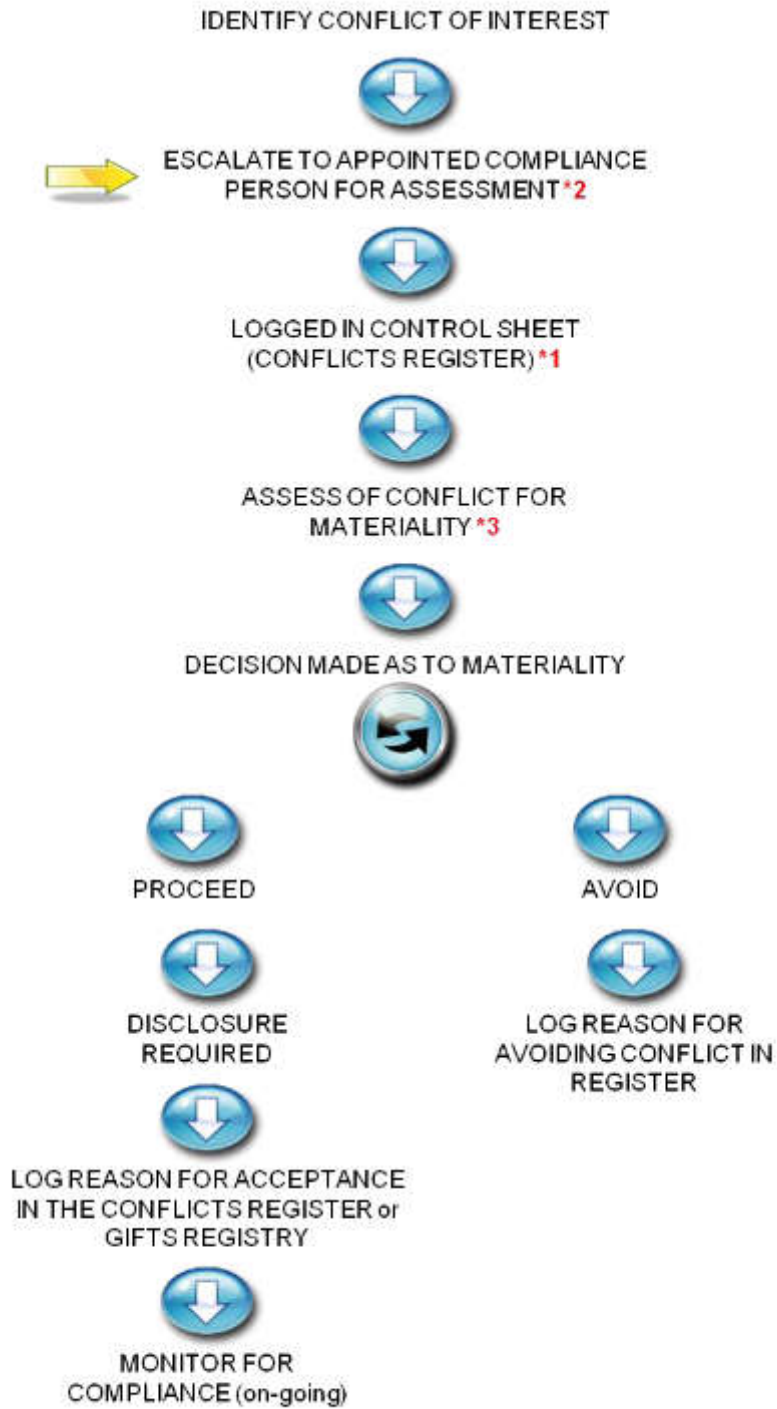 IDENTIFY CONFLICT OF INTEREST
ESCALATE TO APPOINTED COMPLIANCE
PERSON FOR ASSESSMENT *2
LOGGED IN CONTROL SHEET
(CONFLICTS REGISTER) *1
ASSESS OF CONFLICT FOR
MATERIALITY *3
DECISION MADE AS TO MATERIALITY
PROCEED
AVOID
DISCLOSURE
REQUIRED
LOG REASON FOR
AVOIDING CONFLICT IN
REGISTER
LOG REASON FOR ACCEPTANCE
IN THE CONFLICTS REGISTER or
GIFTS REGISTRY
MONITOR FOR
COMPLIANCE (on-going)